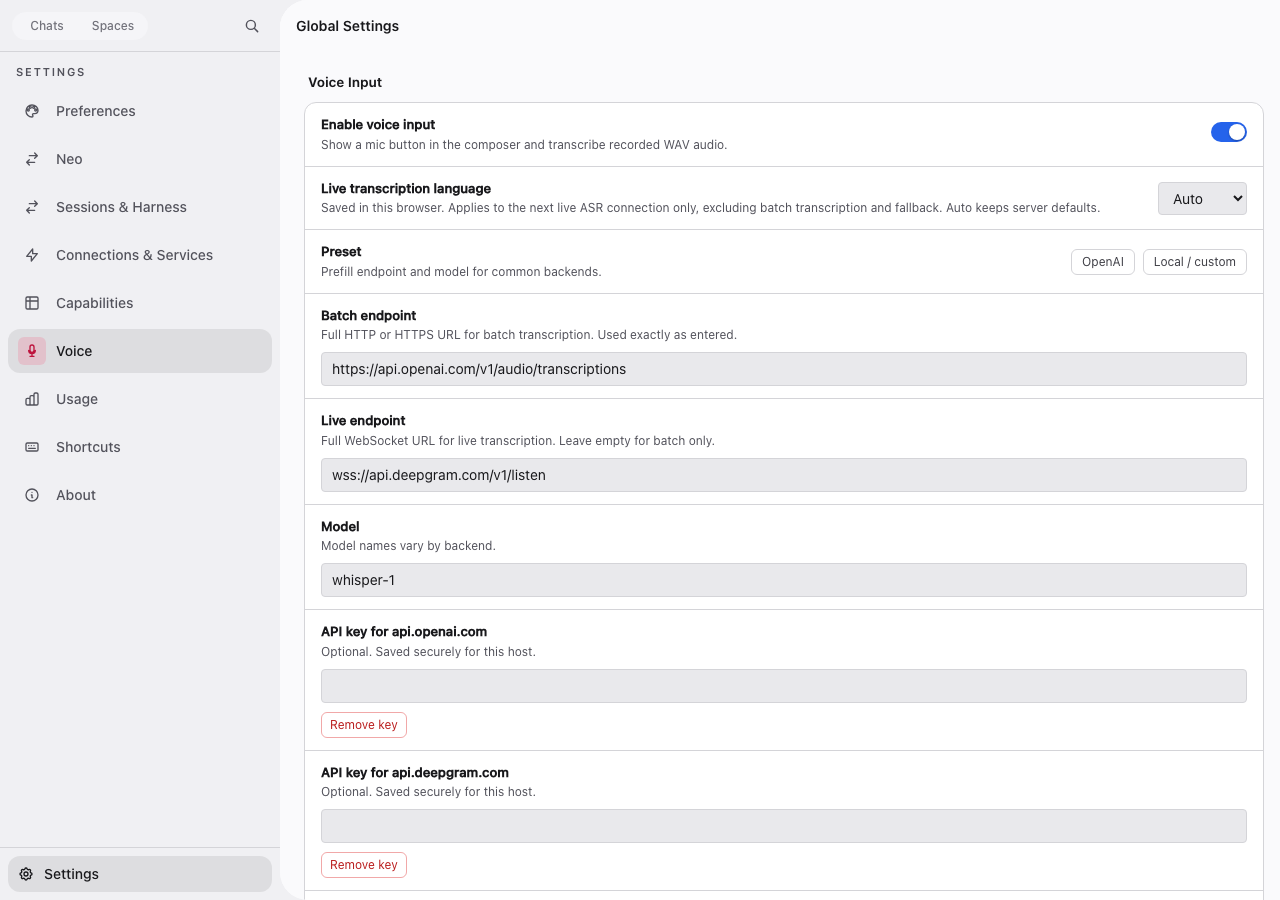 Chats
Spaces
SETTINGS
Preferences
Neo
Sessions & Harness
Connections & Services
Capabilities
Voice
Usage
Shortcuts
About
Settings
Global Settings
Voice Input
Enable voice input
Show a mic button in the composer and transcribe recorded WAV audio.
Live transcription language
Saved in this browser. Applies to the next live ASR connection only, excluding batch transcription and fallback. Auto keeps server defaults.
Auto
Preset
Prefill endpoint and model for common backends.
OpenAI
Local / custom
Batch endpoint
Full HTTP or HTTPS URL for batch transcription. Used exactly as entered.
https://api.openai.com/v1/audio/transcriptions
Live endpoint
Full WebSocket URL for live transcription. Leave empty for batch only.
wss://api.deepgram.com/v1/listen
Model
Model names vary by backend.
whisper-1
API key for api.openai.com
Optional. Saved securely for this host.
Remove key
API key for api.deepgram.com
Optional. Saved securely for this host.
Remove key